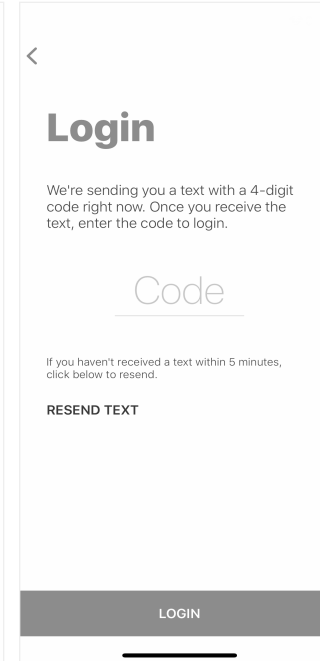 Login
We're sending you a text with a 4-digit
code right now. Once you receive the
text, enter the code to login.
Code
If you haven't received a text within 5 minutes,
click below to resend.
RESEND TEXT
LOGIN